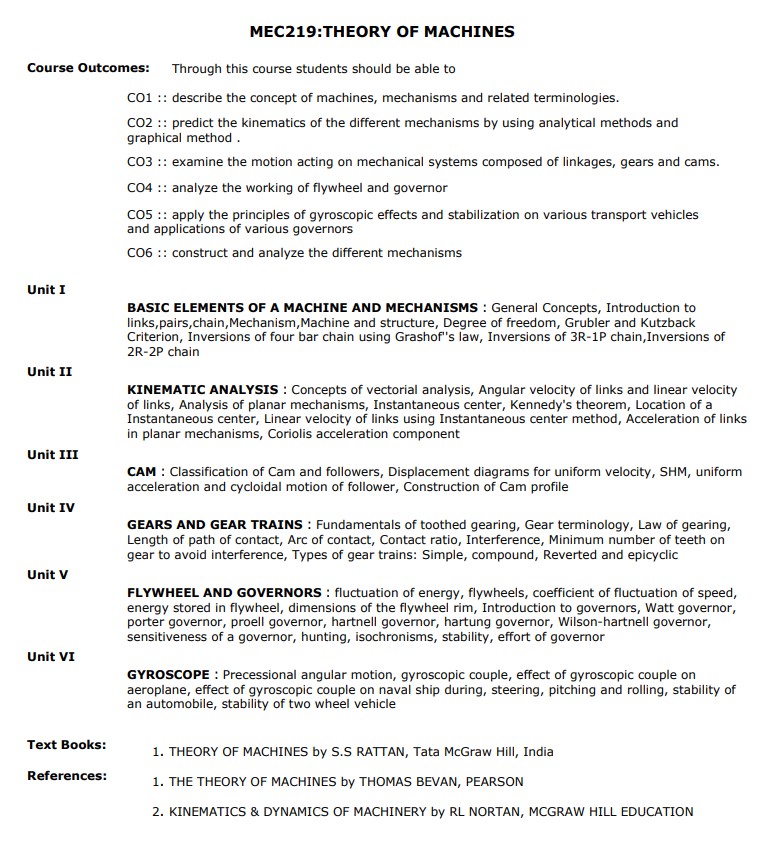 MEC219:THEORY OF MACHINES
Course Outcomes: Through this course students should be able to
CO1 :: describe the concept of machines, mechanisms and related terminologies.
CO2 :: predict the kinematics of the different mechanisms by using analytical methods and
graphical method .
CO3 :: examine the motion acting on mechanical systems composed of linkages, gears and cams.
CO4 :: analyze the working of flywheel and governor
CO5 :: apply the principles of gyroscopic effects and stabilization on various transport vehicles
and applications of various governors
CO6 :: construct and analyze the different mechanisms
Unit I
BASIC ELEMENTS OF A MACHINE AND MECHANISMS : General Concepts, Introduction to
links,pairs,chain,Mechanism,Machine and structure, Degree of freedom, Grubler and Kutzback
Criterion, Inversions of four bar chain using Grashof''s law, Inversions of 3R-1P chain,Inversions of
2R-2P chain
Unit II
KINEMATIC ANALYSIS : Concepts of vectorial analysis, Angular velocity of links and linear velocity
of links, Analysis of planar mechanisms, Instantaneous center, Kennedy's theorem, Location of a
Instantaneous center, Linear velocity of links using Instantaneous center method, Acceleration of links
in planar mechanisms, Coriolis acceleration component
Unit III
CAM : Classification of Cam and followers, Displacement diagrams for uniform velocity, SHM, uniform
acceleration and cycloidal motion of follower, Construction of Cam profile
Unit IV
GEARS AND GEAR TRAINS : Fundamentals of toothed gearing, Gear terminology, Law of gearing,
Length of path of contact, Arc of contact, Contact ratio, Interference, Minimum number of teeth on
gear to avoid interference, Types of gear trains: Simple, compound, Reverted and epicyclic
Unit V
FLYWHEEL AND GOVERNORS : fluctuation of energy, flywheels, coefficient of fluctuation of speed,
energy stored in flywheel, dimensions of the flywheel rim, Introduction to governors, Watt governor,
porter governor, proell governor, hartnell governor, hartung governor, Wilson-hartnell governor,
sensitiveness of a governor, hunting, isochronisms, stability, effort of governor
Unit VI
GYROSCOPE : Precessional angular motion, gyroscopic couple, effect of gyroscopic couple on
aeroplane, effect of gyroscopic couple on naval ship during, steering, pitching and rolling, stability of
an automobile, stability of two wheel vehicle
Text Books:
1. THEORY OF MACHINES by S.S RATTAN, Tata McGraw Hill, India
References:
1. THE THEORY OF MACHINES by THOMAS BEVAN, PEARSON
2. KINEMATICS & DYNAMICS OF MACHINERY by RL NORTAN, MCGRAW HILL EDUCATION